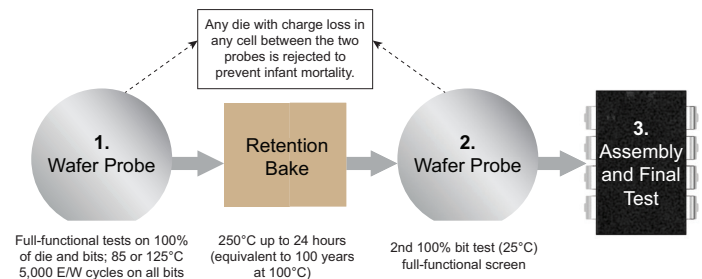 Any die with charge loss in
any cell between the two
probes is rejected to
prevent infant mortality.
1.
Wafer Probe
Retention
Bake
2.
Wafer Probe
3.
Assembly
and Final
Test
Full-functional tests on 100%
of die and bits; 85 or 125°C
5,000 E/W cycles on all bits
250°C up to 24 hours
(equivalent to 100 years
at 100°C)
2nd 100% bit test (25°C)
full-functional screen